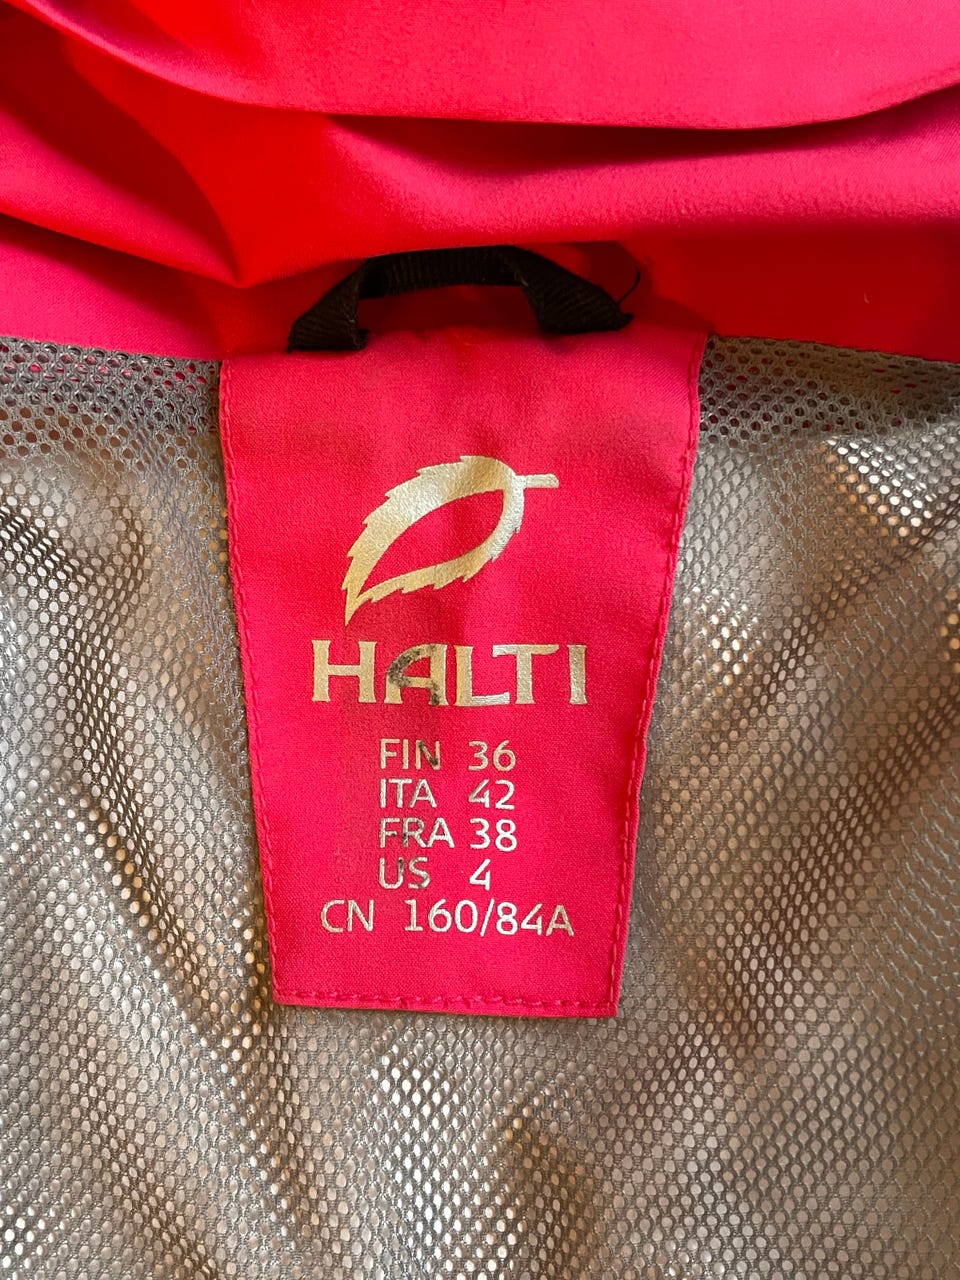 HALTI
FIN 36
ITA 42
FRA 38
US 4
CN 160/84A